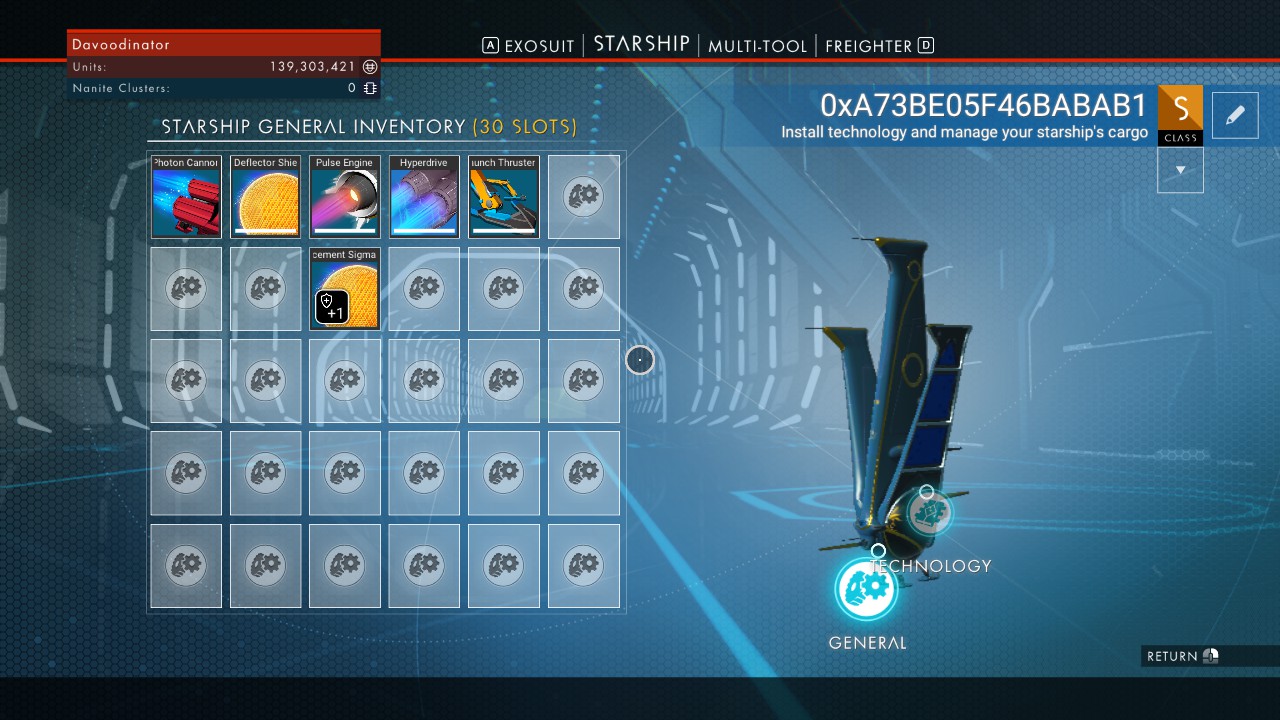 Davoodinator
Units: 139,303,421
Nanite Clusters: 0
A EXOSUIT STARSHIP MULTI-TOOL FREIGHTER D
0xA73BE05F46BABAB1
Install technology and manage your starship's cargo
S
CLASS
STARSHIP GENERAL INVENTORY (30 SLOTS)
Photon Cannon Deflector Shie Pulse Engine Hyperdrive unch Thruster
cement Sigma
+1
TECHNOLOGY
GENERAL
RETURN